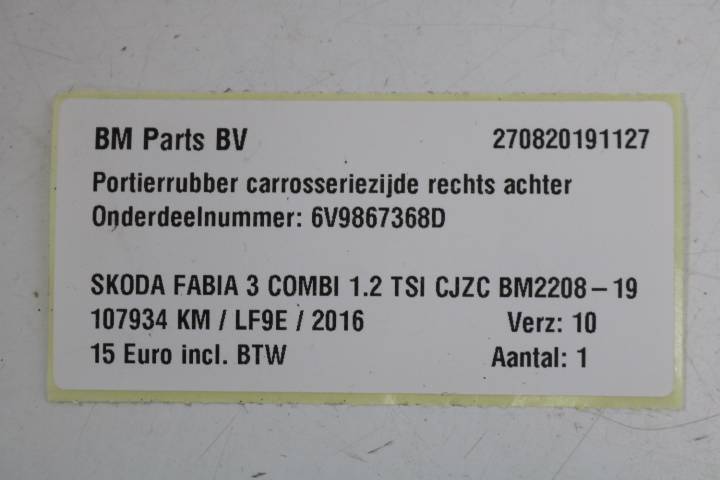 BM Parts BV 270820191127
Portierrubber carrosseriezijde rechts achter
Onderdeelnummer: 6V9867368D
SKODA FABIA 3 COMBI 1.2 TSI CJZC BM2208-19
107934 KM / LF9E / 2016 Verz: 10
15 Euro incl. BTW Aantal: 1